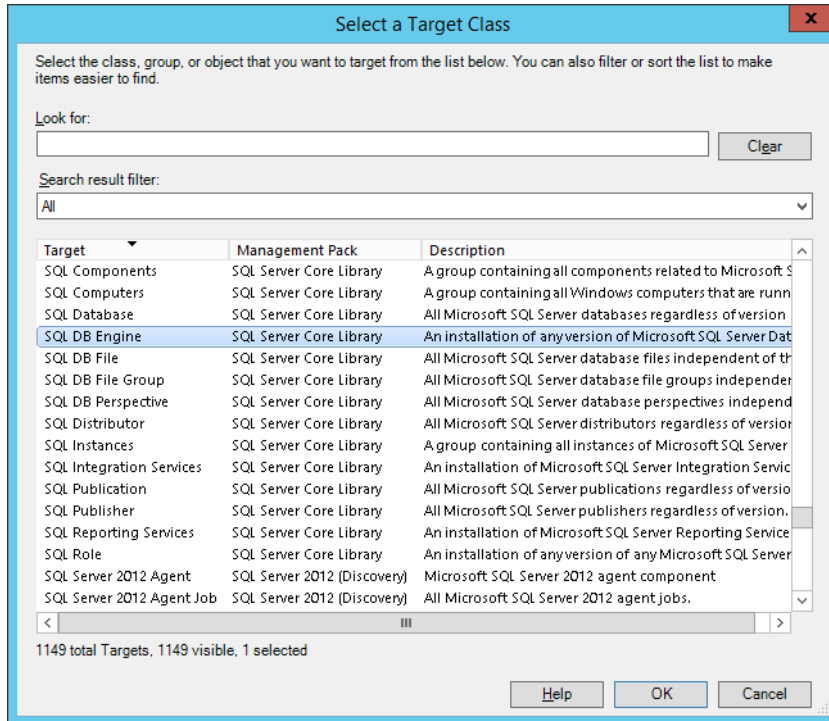 Select a Target Class
x
Select the class, group, or object that you want to target from the list below. You can also filter or sort the list to make
items easier to find.
Look for:
Clear
Search result filter:
All
Target Management Pack Description
SQL Components SQL Server Core Library A group containing all components related to Microsoft S
SQL Computers SQL Server Core Library A group containing all Windows computers that are runn
SQL Database SQL Server Core Library All Microsoft SQL Server databases regardless of version
SQL DB Engine SQL Server Core Library An installation of any version of Microsoft SQL Server Dat
SQL DB File SQL Server Core Library All Microsoft SQL Server database files independent of th
SQL DB File Group SQL Server Core Library All Microsoft SQL Server database file groups independer
SQL DB Perspective SQL Server Core Library All Microsoft SQL Server database perspectives independ
SQL Distributor SQL Server Core Library All Microsoft SQL Server distributors regardless of version
SQL Instances SQL Server Core Library A group containing all instances of Microsoft SQL Server
SQL Integration Services SQL Server Core Library An installation of Microsoft SQL Server Integration Servic
SQL Publication SQL Server Core Library All Microsoft SQL Server publications regardless of versio
SQL Publisher SQL Server Core Library All Microsoft SQL Server publishers regardless of version.
SQL Reporting Services SQL Server Core Library An installation of Microsoft SQL Server Reporting Service
SQL Role SQL Server Core Library An installation of any version of any Microsoft SQL Server
SQL Server 2012 Agent SQL Server 2012 (Discovery) Microsoft SQL Server 2012 agent component
SQL Server 2012 Agent Job SQL Server 2012 (Discovery) All Microsoft SQL Server 2012 agent jobs.
1149 total Targets, 1149 visible, 1 selected
Help OK Cancel